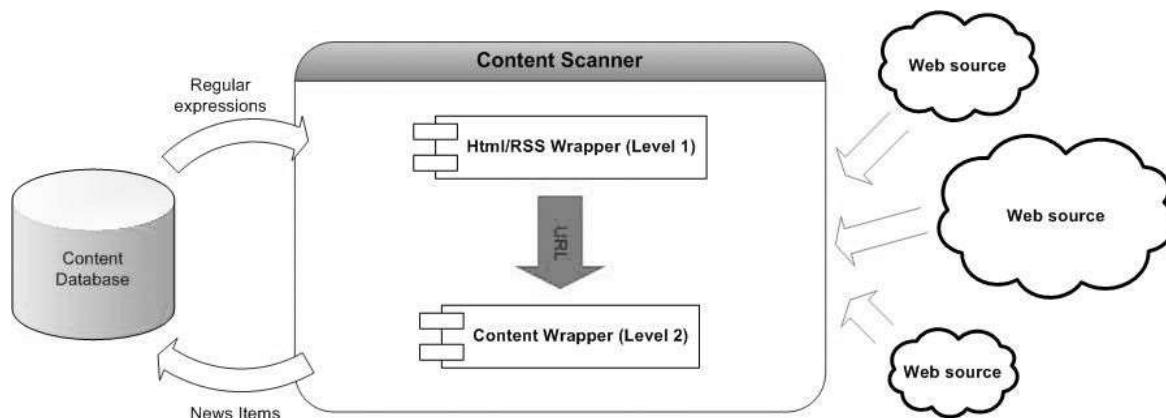 Content Scanner
Regular
expressions
Html/RSS Wrapper (Level 1)
URL
Content Wrapper (Level 2)
Content
Database
News Items
Web source
Web source
Web source